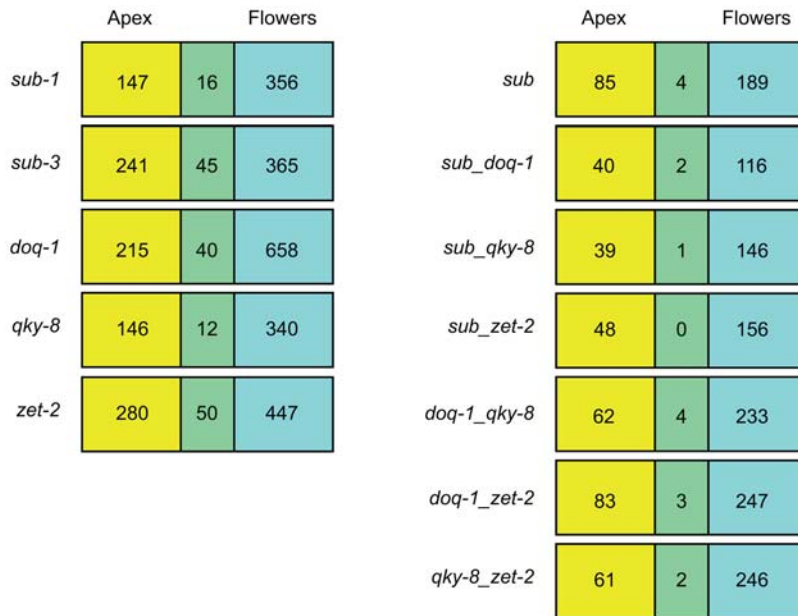 Apex Flowers
sub-1 147 16 356
sub-3 241 45 365
doq-1 215 40 658
qky-8 146 12 340
zet-2 280 50 447
Apex Flowers
sub 85 4 189
sub_doq-1 40 2 116
sub_qky-8 39 1 146
sub_zet-2 48 0 156
doq-1_qky-8 62 4 233
doq-1_zet-2 83 3 247
qky-8_zet-2 61 2 246